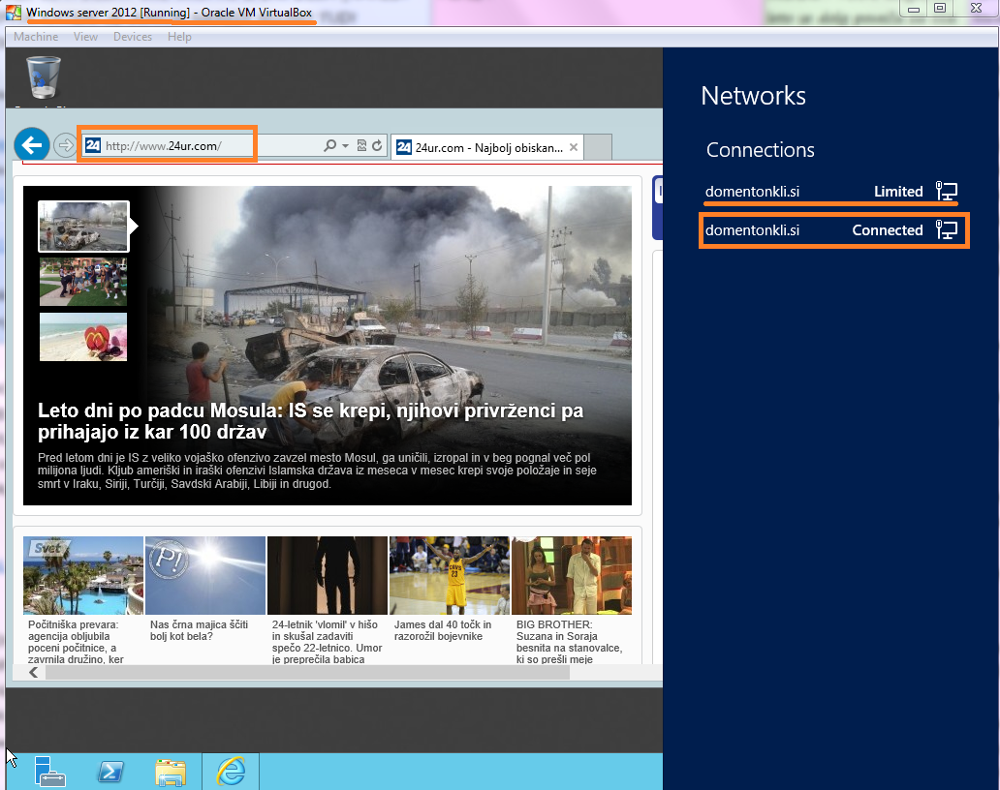 Windows server 2012 [Running] - Oracle VM VirtualBox
Machine View Devices Help
24 http://www.24ur.com/
24 24ur.com - Najbolj obiskan...
Leto dni po padcu Mosula: IS se krepi, njihovi privrženci pa
prihajajo iz kar 100 držav
Pred letom dni je IS z veliko vojaško ofenzivo zavzel mesto Mosul, ga uničili, izropal in v beg pognal več pol
milijona ljudi. Kljub ameriški in iraški ofenzivi Islamska država iz meseca v mesec krepi svoje položaje in seje
smrt v Iraku, Siriji, Turčiji, Savdski Arabiji, Libiji in drugod.
Svet
P!
CAVS
23
Počitniška prevara:
agencija obljubila
poceni počitnice, a
zavrnila družino, ker
Nas črna majica ščiti
bolj kot bela?
24-letnik 'vlomil' v hišo
in skušal zadaviti
spečo 22-letnico. Umor
je preprečila babica
James dal 40 točk in
razorožil bojevnike
BIG BROTHER:
Suzana in Soraja
besnita na stanovalce,
ki so prešli meje
Networks
Connections
domentonkli.si Limited
domentonkli.si Connected